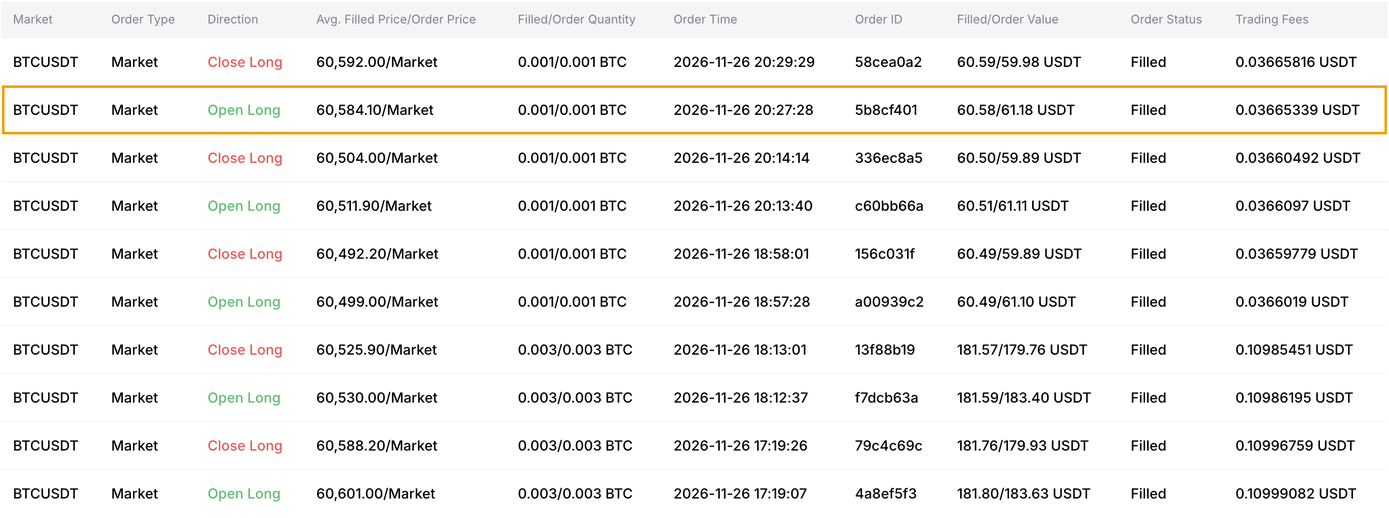 Market Order Type Direction Avg. Filled Price/Order Price Filled/Order Quantity Order Time Order ID Filled/Order Value Order Status Trading Fees
BTCUSDT Market Close Long 60,592.00/Market 0.001/0.001 BTC 2026-11-26 20:29:29 58cea0a2 60.59/59.98 USDT Filled 0.03665816 USDT
BTCUSDT Market Open Long 60,584.10/Market 0.001/0.001 BTC 2026-11-26 20:27:28 5b8cf401 60.58/61.18 USDT Filled 0.03665339 USDT
BTCUSDT Market Close Long 60,504.00/Market 0.001/0.001 BTC 2026-11-26 20:14:14 336ec8a5 60.50/59.89 USDT Filled 0.03660492 USDT
BTCUSDT Market Open Long 60,511.90/Market 0.001/0.001 BTC 2026-11-26 20:13:40 c60bb66a 60.51/61.11 USDT Filled 0.0366097 USDT
BTCUSDT Market Close Long 60,492.20/Market 0.001/0.001 BTC 2026-11-26 18:58:01 156c031f 60.49/59.89 USDT Filled 0.03659779 USDT
BTCUSDT Market Open Long 60,499.00/Market 0.001/0.001 BTC 2026-11-26 18:57:28 a00939c2 60.49/61.10 USDT Filled 0.0366019 USDT
BTCUSDT Market Close Long 60,525.90/Market 0.003/0.003 BTC 2026-11-26 18:13:01 13f88b19 181.57/179.76 USDT Filled 0.10985451 USDT
BTCUSDT Market Open Long 60,530.00/Market 0.003/0.003 BTC 2026-11-26 18:12:37 f7dcb63a 181.59/183.40 USDT Filled 0.10986195 USDT
BTCUSDT Market Close Long 60,588.20/Market 0.003/0.003 BTC 2026-11-26 17:19:26 79c4c69c 181.76/179.93 USDT Filled 0.10996759 USDT
BTCUSDT Market Open Long 60,601.00/Market 0.003/0.003 BTC 2026-11-26 17:19:07 4a8ef5f3 181.80/183.63 USDT Filled 0.10999082 USDT